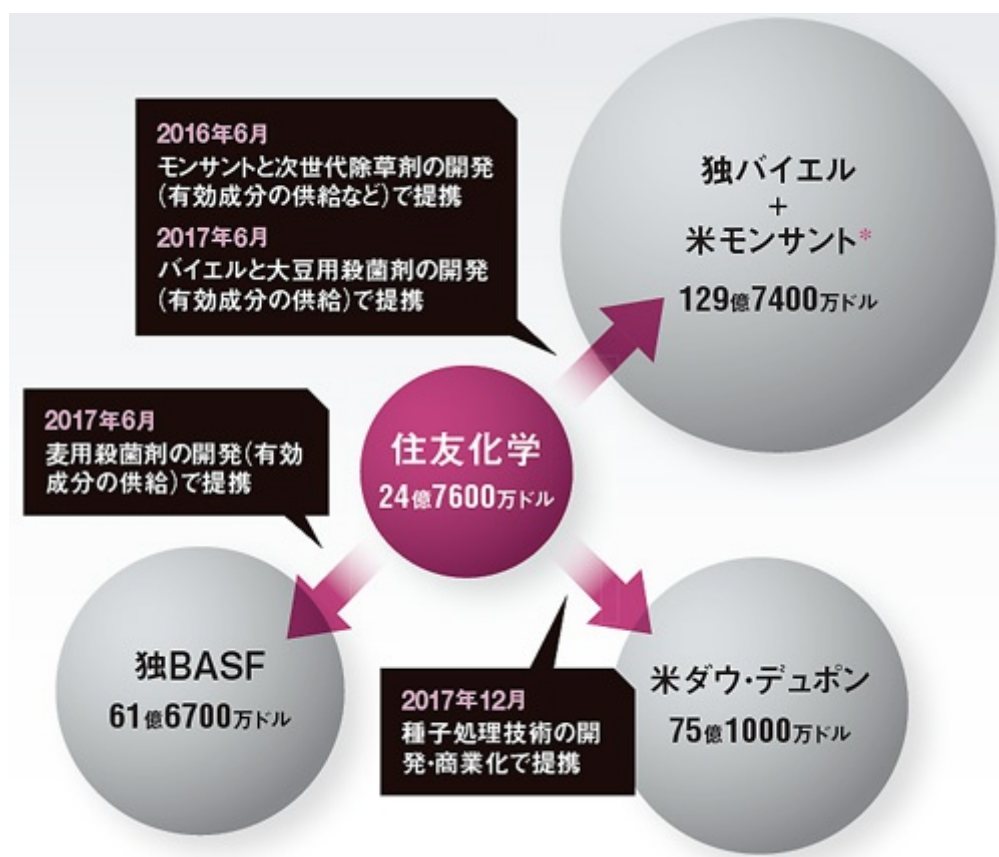 2016年6月
モンサントと次世代除草剤の開発
(有効成分の供給など)で提携
2017年6月
バイエルと大豆用殺菌剤の開発
(有効成分の供給)で提携
独バイエル
+
米モンサント*
129億7400万ドル
2017年6月
麦用殺菌剤の開発(有効
成分の供給)で提携
住友化学
24億7600万ドル
独BASF
61億6700万ドル
2017年12月
種子処理技術の開
発・商業化で提携
米ダウ・デュポン
75億1000万ドル